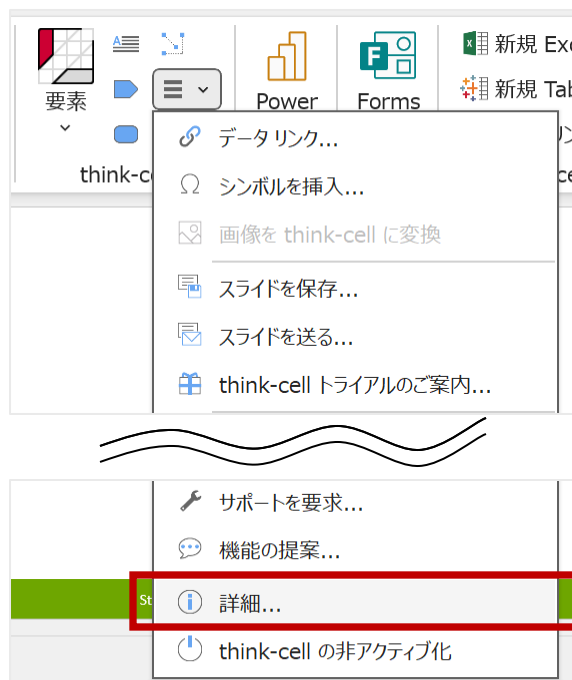 新規 Exc
要素
Power
Forms
新規 Tab
think-c
データ リンク...
シンボルを挿入...
画像を think-cell に変換
スライドを保存...
スライドを送る...
think-cell トライアルのご案内...
サポートを要求...
機能の提案...
St
詳細...
think-cell の非アクティブ化